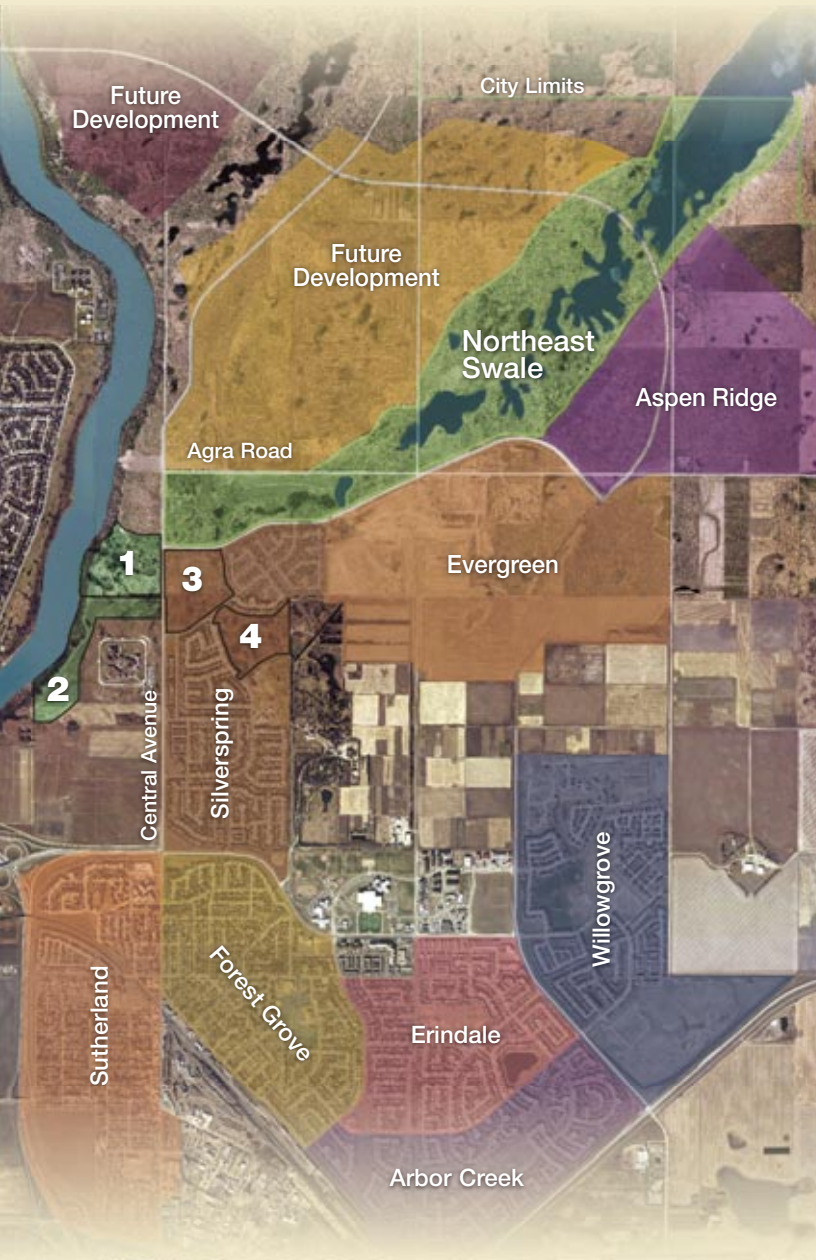 City Limits
Future
Development
Future
Development
Northeast
Swale
Aspen Ridge
Agra Road
1
3
Evergreen
4
2
Central Avenue
Silverspring
Willowgrove
Sutherland
Forest Grove
Erindale
Arbor Creek